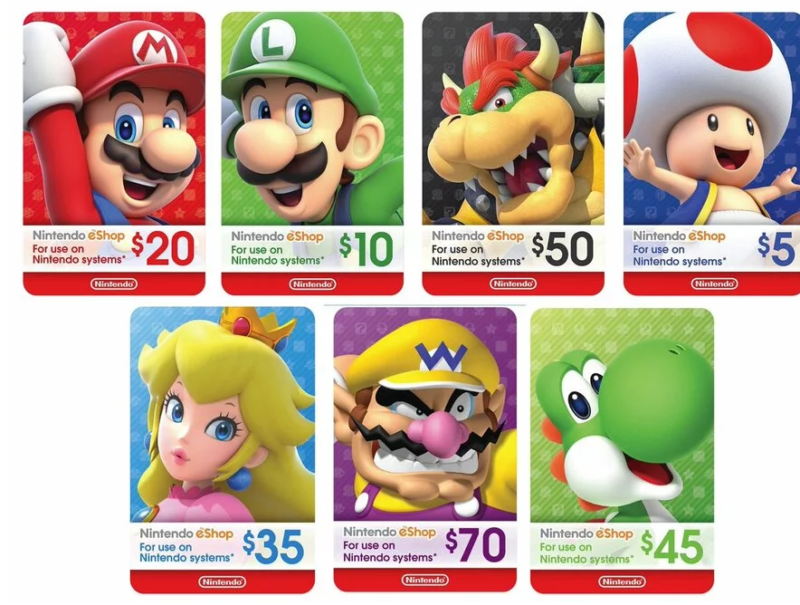 M
Nintendo eShop
For use on
Nintendo systems*
$20
Nintendo
L
Nintendo eShop
For use on
Nintendo systems*
$10
Nintendo
Nintendo eShop
For use on
Nintendo systems*
$50
Nintendo
Nintendo eShop
For use on
Nintendo systems*
$5
Nintendo
Nintendo eShop
For use on
Nintendo systems*
$35
Nintendo
W
Nintendo eShop
For use on
Nintendo systems*
$70
Nintendo
Nintendo eShop
For use on
Nintendo systems*
$45
Nintendo